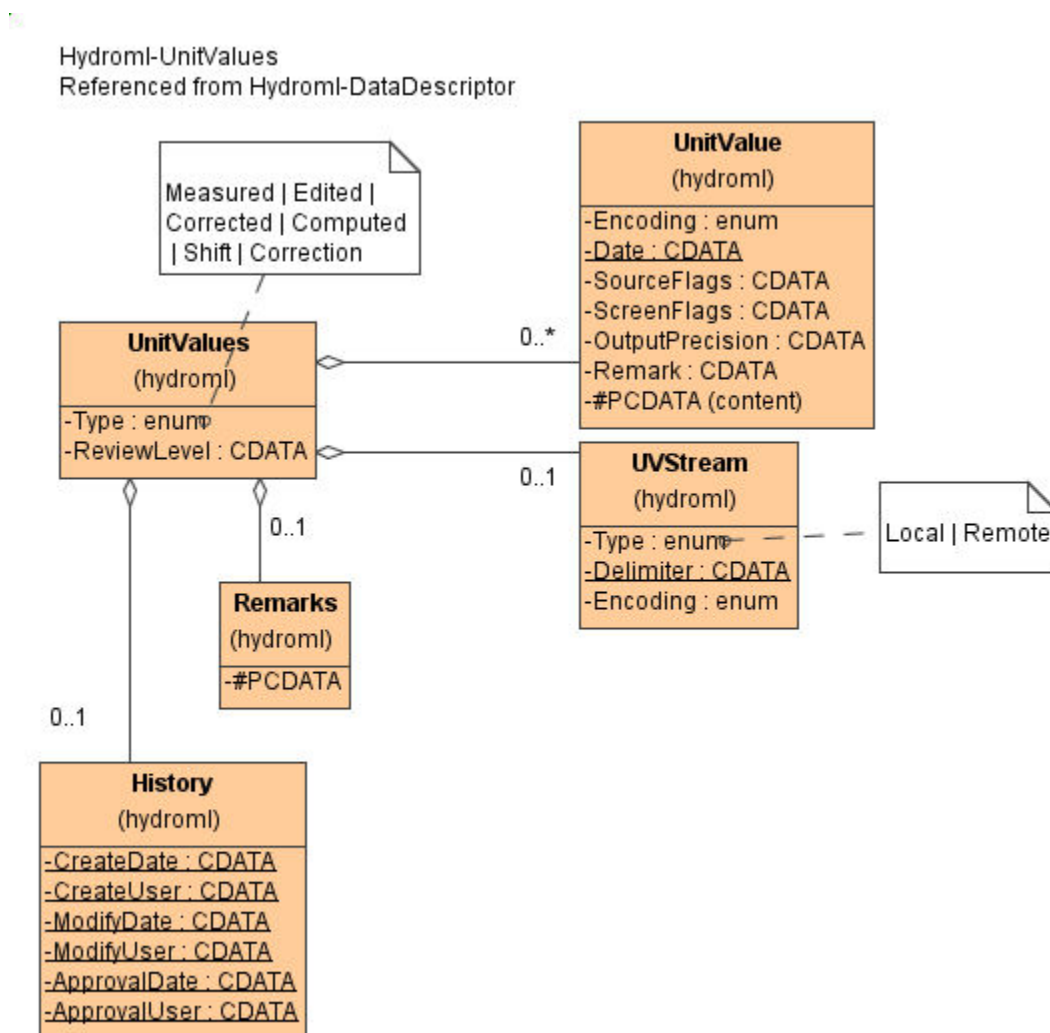 Hydroml-UnitValues
Referenced from Hydroml-DataDescriptor
Measured | Edited |
Corrected | Computed
| Shift | Correction
UnitValue
(hydroml)
-Encoding : enum
-Date : CDATA
-SourceFlags : CDATA
-ScreenFlags : CDATA
-OutputPrecision : CDATA
-Remark : CDATA
-#PCDATA (content)
0..*
UnitValues
(hydroml)
-Type : enum
-ReviewLevel : CDATA
0..1
UVStream
(hydroml)
-Type : enum
-Delimiter : CDATA
-Encoding : enum
Local | Remote
0..1
Remarks
(hydroml)
-#PCDATA
0..1
History
(hydroml)
-CreateDate : CDATA
-CreateUser : CDATA
-ModifyDate : CDATA
-ModifyUser : CDATA
-ApprovalDate : CDATA
-ApprovalUser : CDATA